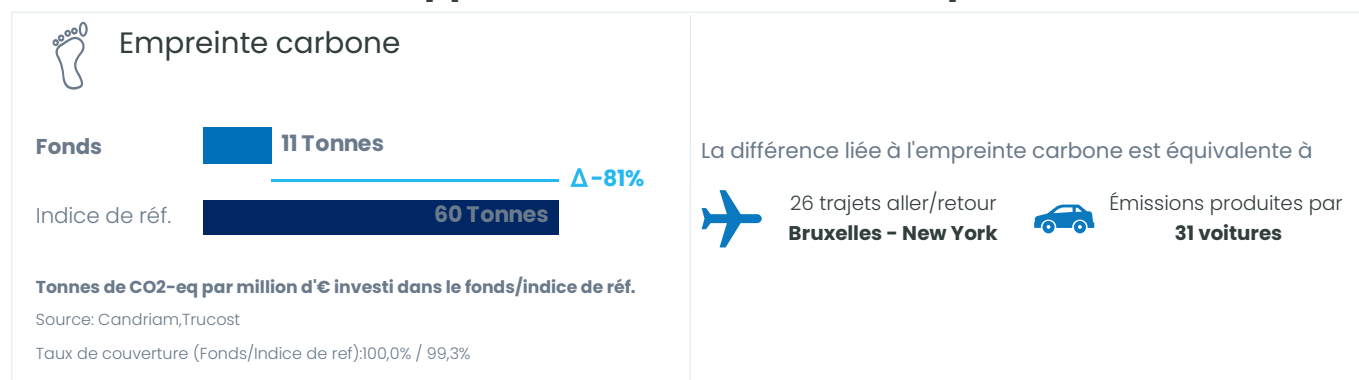 Empreinte carbone
Fonds
11 Tonnes
Δ-81%
Indice de réf.
60 Tonnes
Tonnes de CO2-eq par million d'€ investi dans le fonds/indice de réf.
Source: Candriam,Trucost
Taux de couverture (Fonds/Indice de ref):100,0% / 99,3%
La différence liée à l'empreinte carbone est équivalente à
26 trajets aller/retour
Bruxelles - New York
Émissions produites par
31 voitures